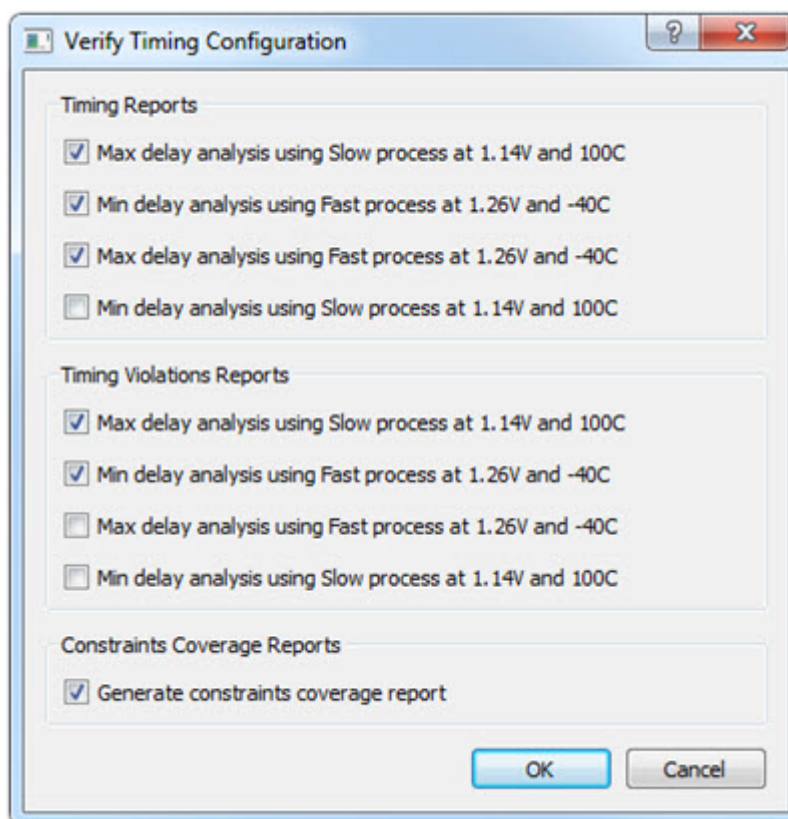 Verify Timing Configuration
Timing Reports
Max delay analysis using Slow process at 1.14V and 100C
Min delay analysis using Fast process at 1.26V and -40C
Max delay analysis using Fast process at 1.26V and -40C
Min delay analysis using Slow process at 1.14V and 100C
Timing Violations Reports
Max delay analysis using Slow process at 1.14V and 100C
Min delay analysis using Fast process at 1.26V and -40C
Max delay analysis using Fast process at 1.26V and -40C
Min delay analysis using Slow process at 1.14V and 100C
Constraints Coverage Reports
Generate constraints coverage report
OK Cancel